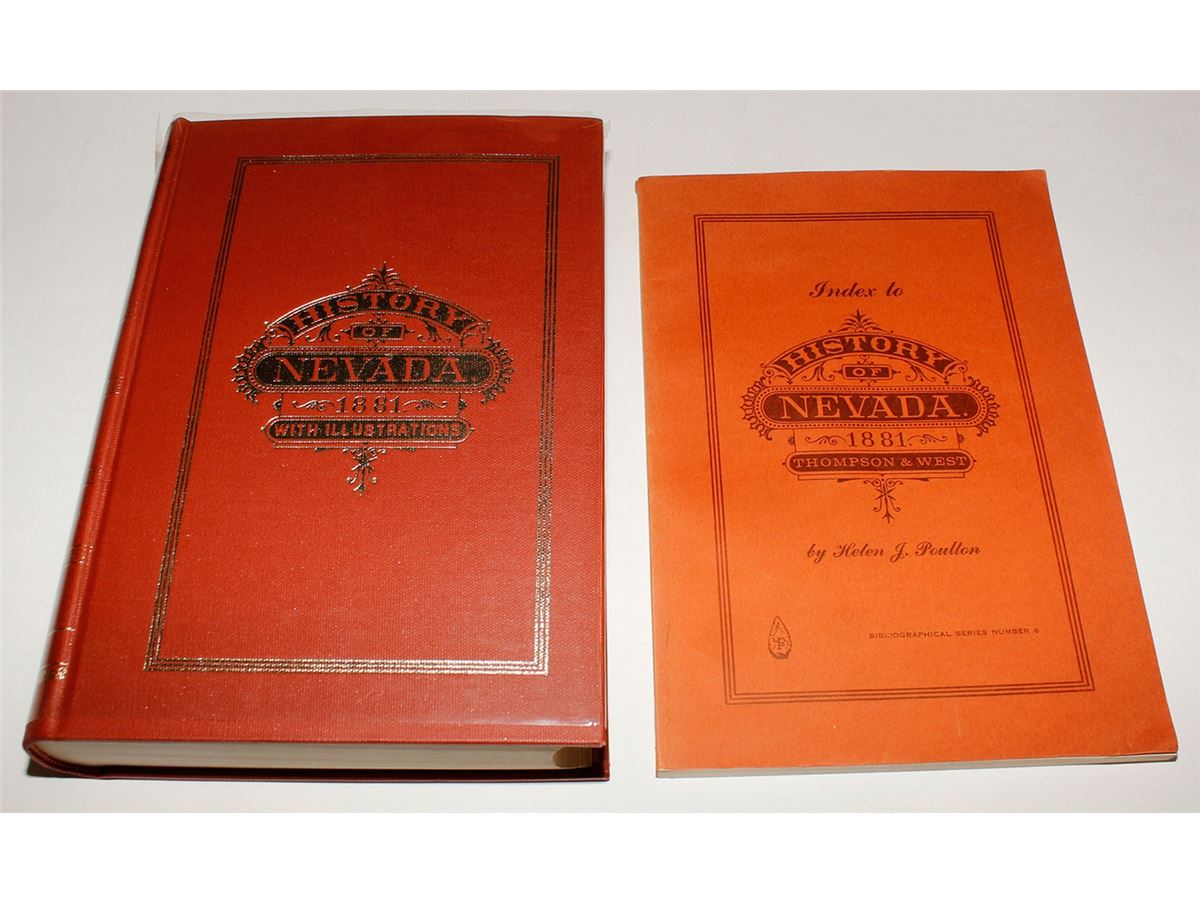 HISTORY
OF
NEVADA
1881
WITH ILLUSTRATIONS
Index to
HISTORY
OF
NEVADA.
1881
THOMPSON & WEST
by Helen J. Poulton
BIBLIOGRAPHICAL SERIES NUMBER 6